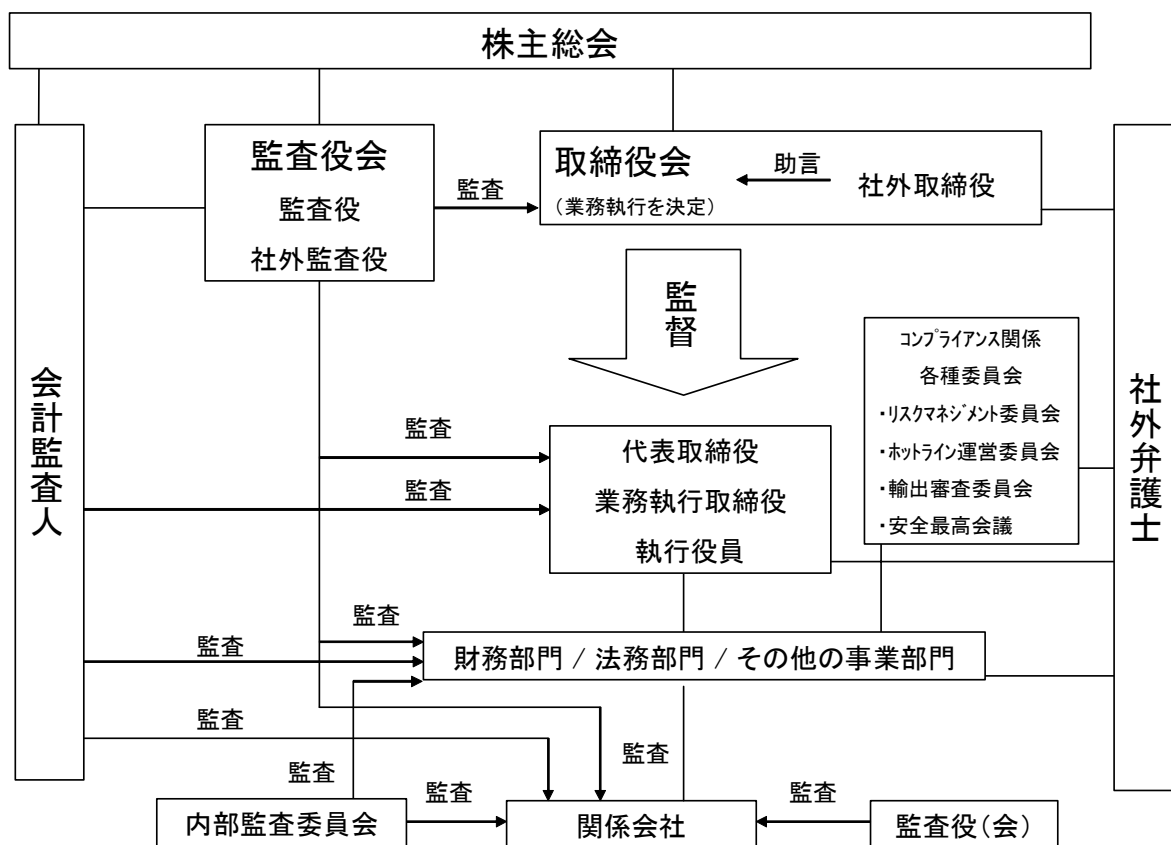 株主総会
監査役会
監査役
社外監査役
監査
取締役会
(業務執行を決定)
助言
社外取締役
監督
会計監査人
社外弁護士
コンプライアンス関係
各種委員会
・リスクマネジメント委員会
・ホットライン運営委員会
・輸出審査委員会
・安全最高会議
監査
監査
代表取締役
業務執行取締役
執行役員
監査
監査
財務部門 / 法務部門 / その他の事業部門
監査
監査
監査
内部監査委員会
監査
関係会社
監査
監査役(会)